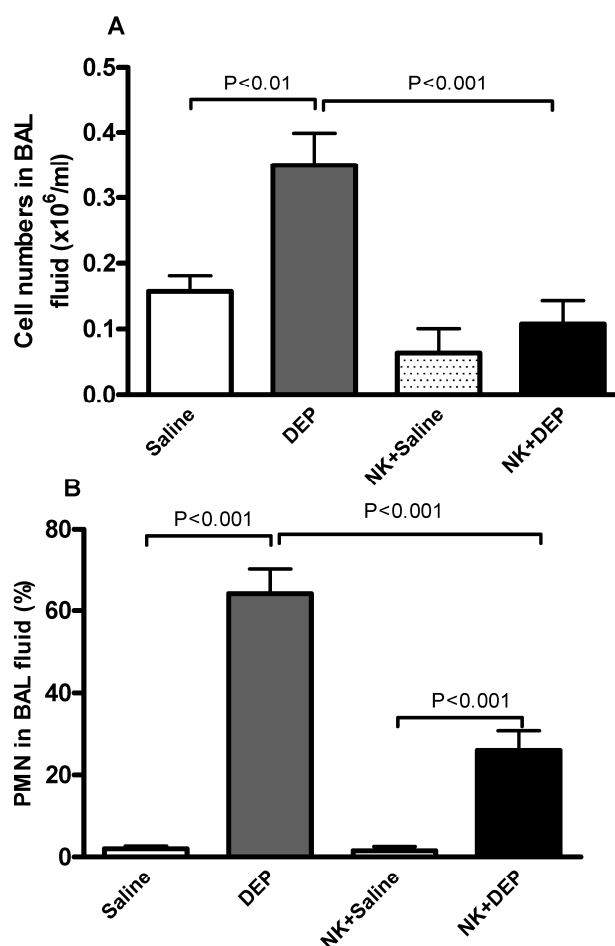 A
Cell numbers in BAL
fluid (x10⁶/ml)
0.5
0.4
0.3
0.2
0.1
0.0
P<0.01
P<0.001
Saline
DEP
NK+Saline
NK+DEP
B
PMN in BAL fluid (%)
80
60
40
20
0
P<0.001
P<0.001
P<0.001
Saline
DEP
NK+Saline
NK+DEP